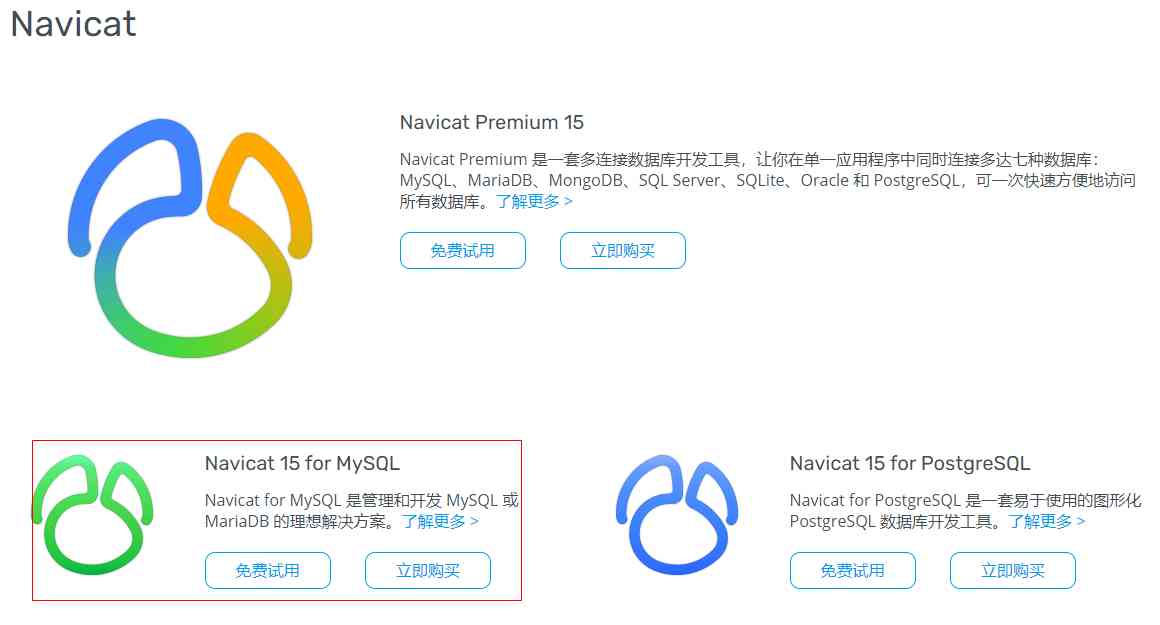 Navicat
Navicat Premium 15
Navicat Premium 是一套多连接数据库开发工具，让你在单一应用程序中同时连接多达七种数据库：
MySQL、MariaDB、MongoDB、SQL Server、SQLite、Oracle 和 PostgreSQL，可一次快速方便地访问
所有数据库。了解更多 >
免费试用 立即购买
Navicat 15 for MySQL
Navicat for MySQL 是管理和开发 MySQL 或
MariaDB 的理想解决方案。了解更多 >
免费试用 立即购买
Navicat 15 for PostgreSQL
Navicat for PostgreSQL 是一套易于使用的图形化
PostgreSQL 数据库开发工具。了解更多 >
免费试用 立即购买